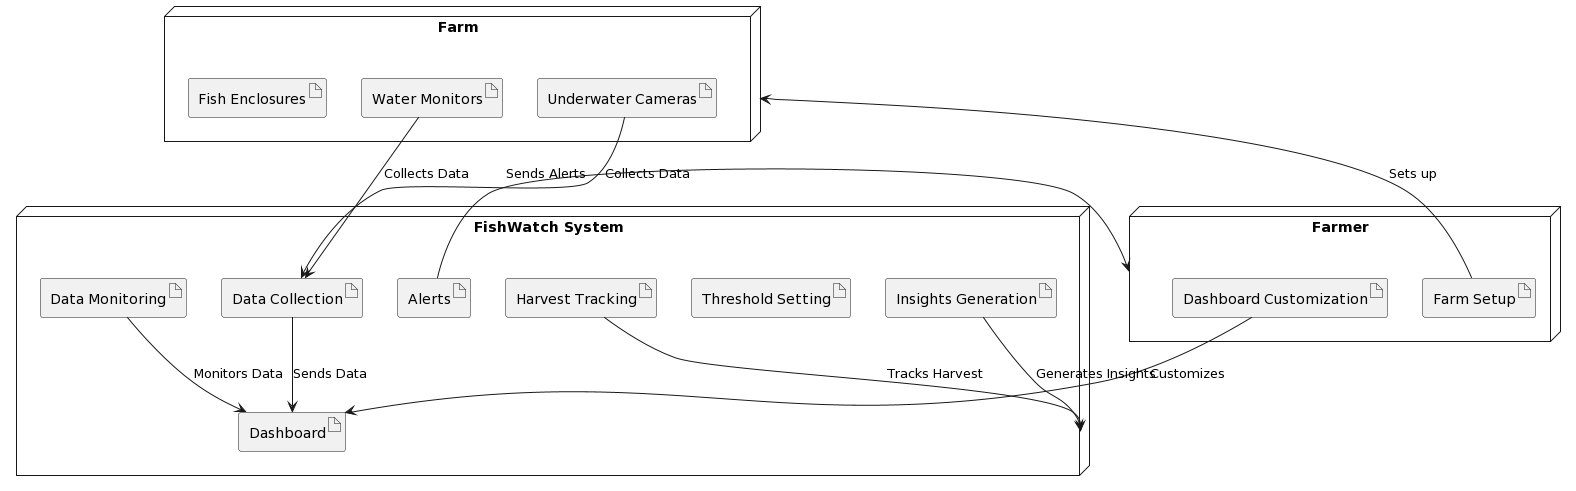 Farm
Fish Enclosures
Water Monitors
Underwater Cameras
Collects Data
Sends Alerts
Collects Data
Sets up
FishWatch System
Farmer
Data Monitoring
Data Collection
Alerts
Harvest Tracking
Threshold Setting
Insights Generation
Dashboard Customization
Farm Setup
Monitors Data
Sends Data
Tracks Harvest
Generates Insights
Customizes
Dashboard